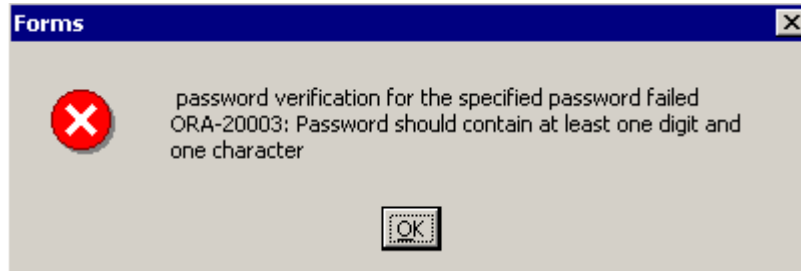 Forms
password verification for the specified password failed
ORA-20003: Password should contain at least one digit and
one character
OK